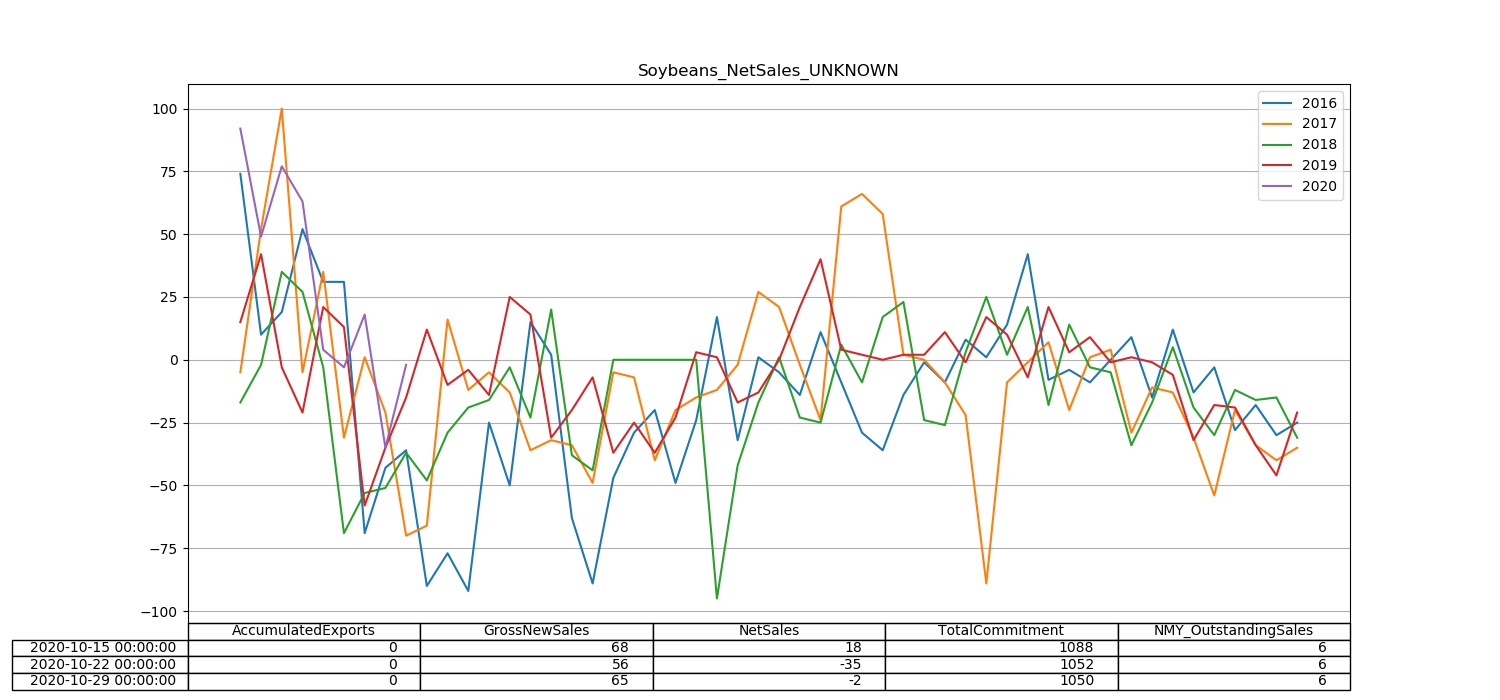 Soybeans_NetSales_UNKNOWN
100
75
50
25
0
−25
−50
−75
−100
2016
2017
2018
2019
2020
AccumulatedExports GrossNewSales NetSales TotalCommitment NMY_OutstandingSales
2020-10-15 00:00:00 0 68 18 1088 6
2020-10-22 00:00:00 0 56 -35 1052 6
2020-10-29 00:00:00 0 65 -2 1050 6